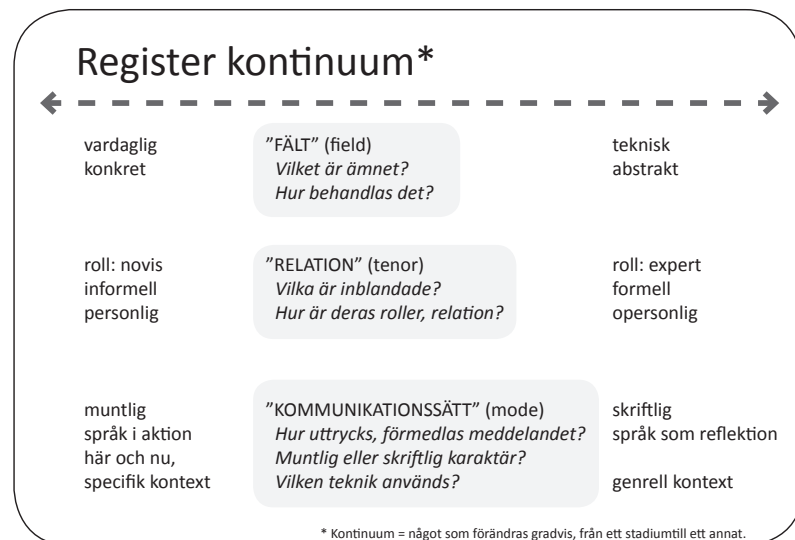 Register kontinuum*
vardaglig
konkret
”FÄLT” (field)
Vilket är ämnet?
Hur behandlas det?
teknisk
abstrakt
roll: novis
informell
personlig
”RELATION” (tenor)
Vilka är inblandade?
Hur är deras roller, relation?
roll: expert
formell
opersonlig
muntlig
språk i aktion
här och nu,
specifik kontext
”KOMMUNIKATIONSSÄTT” (mode)
Hur uttrycks, förmedlas meddelandet?
Muntlig eller skriftlig karaktär?
Vilken teknik används?
skriftlig
språk som reflektion
genrell kontext
* Kontinuum = något som förändras gradvis, från ett stadiumtill ett annat.